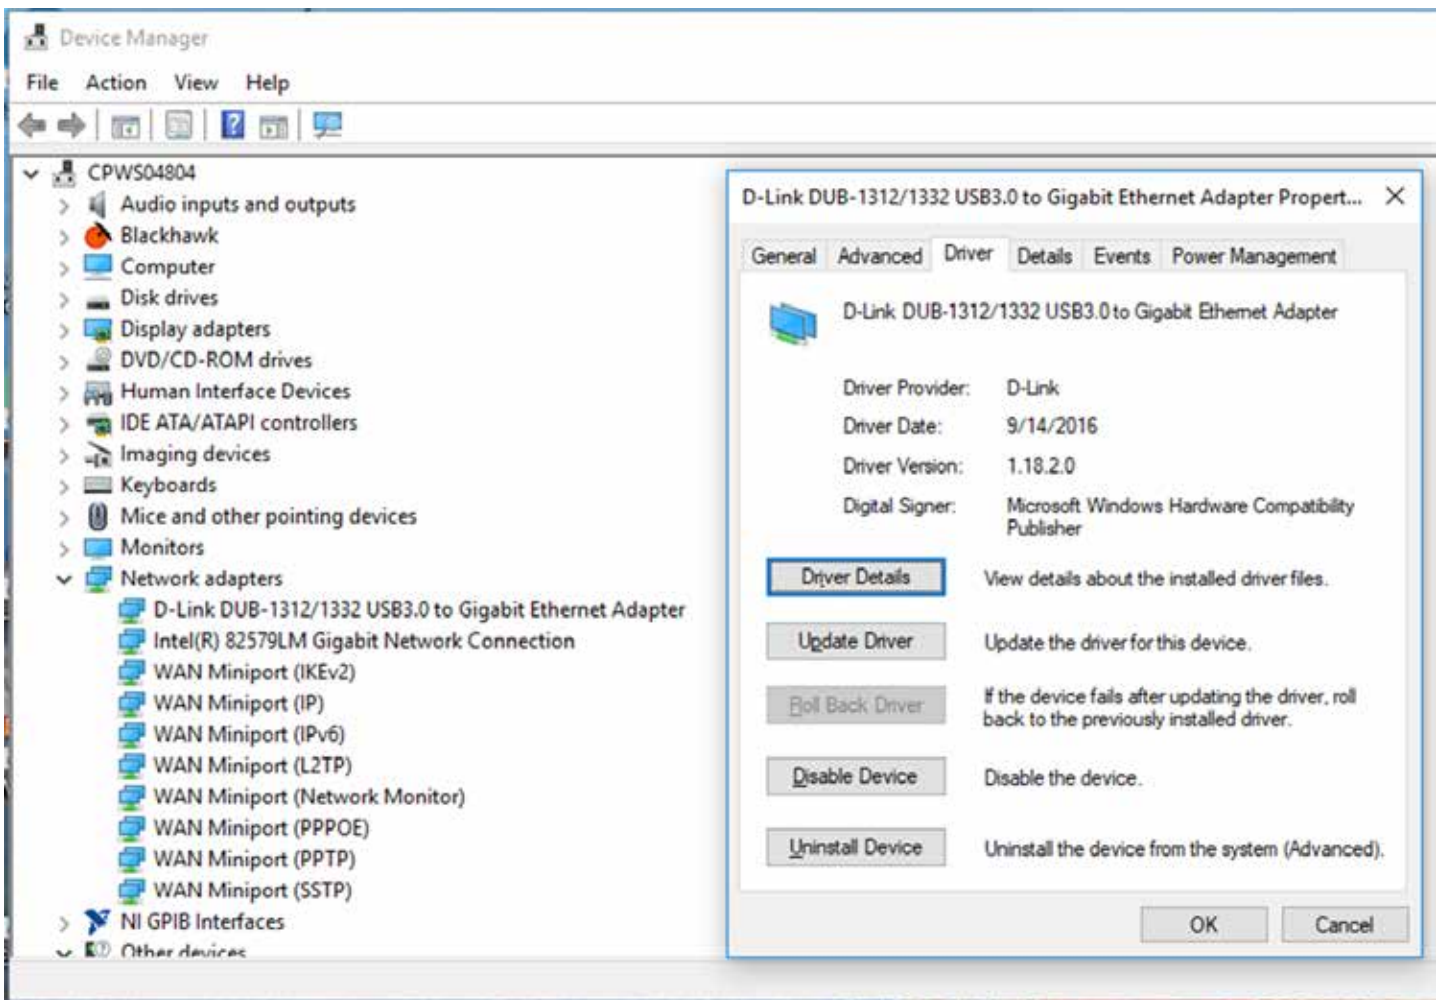 Device Manager
File Action View Help
CPWS04804
Audio inputs and outputs
Blackhawk
Computer
Disk drives
Display adapters
DVD/CD-ROM drives
Human Interface Devices
IDE ATA/ATAPI controllers
Imaging devices
Keyboards
Mice and other pointing devices
Monitors
Network adapters
D-Link DUB-1312/1332 USB3.0 to Gigabit Ethernet Adapter
Intel(R) 82579LM Gigabit Network Connection
WAN Miniport (IKEv2)
WAN Miniport (IP)
WAN Miniport (IPv6)
WAN Miniport (L2TP)
WAN Miniport (Network Monitor)
WAN Miniport (PPPOE)
WAN Miniport (PPTP)
WAN Miniport (SSTP)
NI GPIB Interfaces
Other devices
D-Link DUB-1312/1332 USB3.0 to Gigabit Ethernet Adapter Propert...
General Advanced Driver Details Events Power Management
D-Link DUB-1312/1332 USB3.0 to Gigabit Ethernet Adapter
Driver Provider: D-Link
Driver Date: 9/14/2016
Driver Version: 1.18.2.0
Digital Signer: Microsoft Windows Hardware Compatibility
Publisher
Driver Details View details about the installed driver files.
Update Driver Update the driver for this device.
Roll Back Driver If the device fails after updating the driver, roll
back to the previously installed driver.
Disable Device Disable the device.
Uninstall Device Uninstall the device from the system (Advanced).
OK Cancel